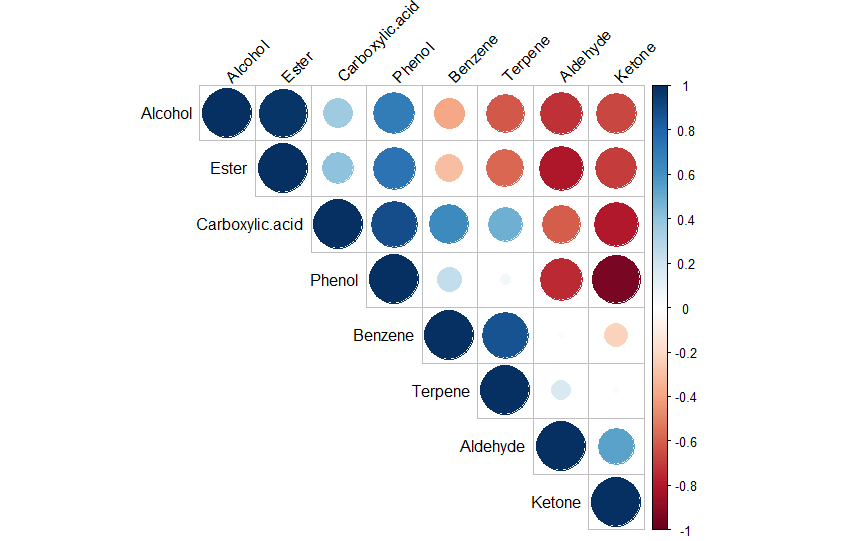 Alcohol
Ester
Carboxylic.acid
Phenol
Benzene
Terpene
Aldehyde
Ketone
Alcohol
Ester
Carboxylic.acid
Phenol
Benzene
Terpene
Aldehyde
Ketone
1
0.8
0.6
0.4
0.2
0
-0.2
-0.4
-0.6
-0.8
-1